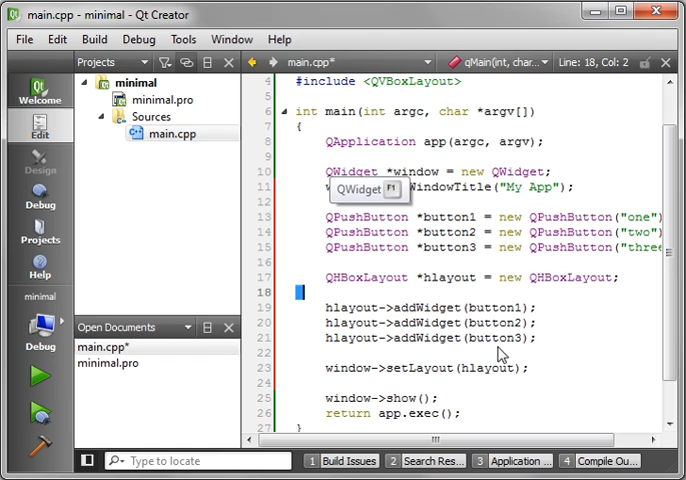 main.cpp - minimal - Qt Creator
File Edit Build Debug Tools Window Help
Projects main.cpp* qMain(int, char... Line: 18, Col: 2
Welcome
Edit
Design
Debug
Projects
Help
minimal
Debug
minimal
minimal.pro
Sources
main.cpp
Open Documents
main.cpp*
minimal.pro
4 #include <QVBoxLayout>
5
6 int main(int argc, char *argv[])
7 {
8 QApplication app(argc, argv);
9
10 QWidget *window = new QWidget;
11 WindowTitle("My App");
QWidget F1
12
13 QPushButton *button1 = new QPushButton("one")
14 QPushButton *button2 = new QPushButton("two")
15 QPushButton *button3 = new QPushButton("three
16
17 QHBoxLayout *hlayout = new QHBoxLayout;
18
19 hlayout->addWidget(button1);
20 hlayout->addWidget(button2);
21 hlayout->addWidget(button3);
22
23 window->setLayout(hlayout);
24
25 window->show();
26 return app.exec();
27 }
Type to locate 1 Build Issues 2 Search Res... 3 Application ... 4 Compile Ou...